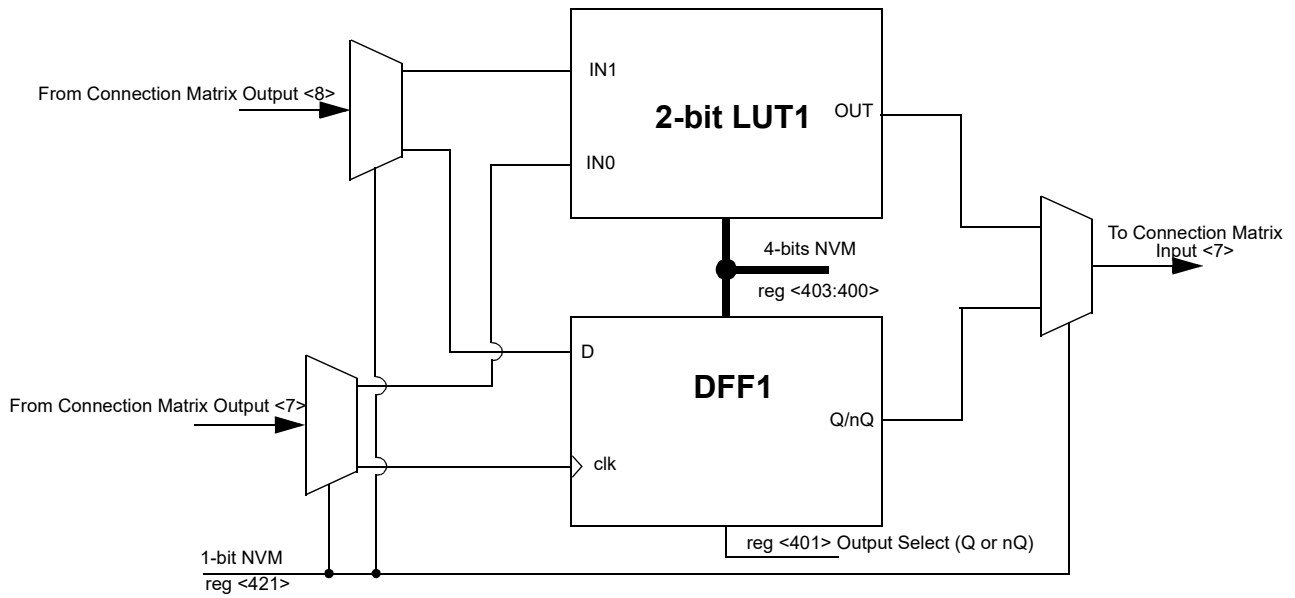 From Connection Matrix Output <8>
IN1
2-bit LUT1
OUT
IN0
To Connection Matrix
Input <7>
4-bits NVM
reg <403:400>
D
DFF1
From Connection Matrix Output <7>
Q/nQ
clk
reg <401> Output Select (Q or nQ)
1-bit NVM
reg <421>